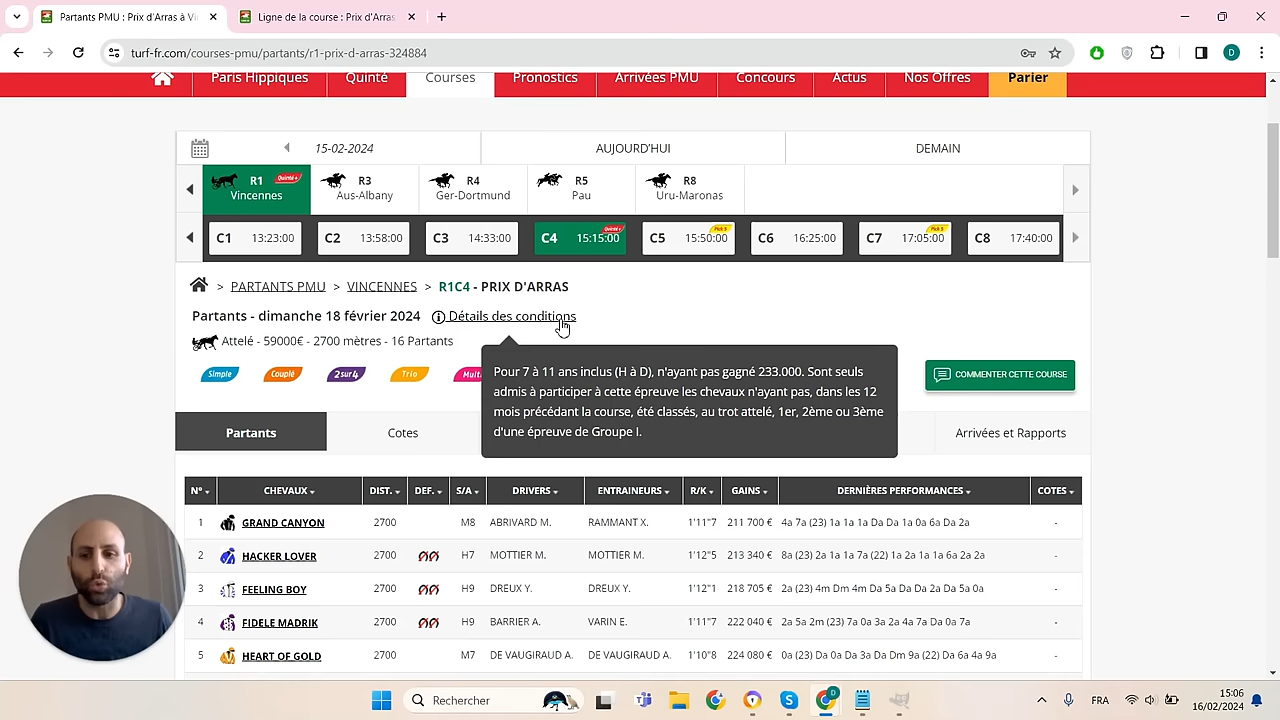 Partants PMU : Prix d'Arras à Vi
Ligne de la course : Prix d'Arras
turf-fr.com/courses-pmu/partants/r1-prix-d-arras-324884
D
Paris Hippiques Quinté Courses Pronostics Arrivées PMU Concours Actus Nos Offres Parier
15-02-2024 AUJOURD'HUI DEMAIN
R1 Quinté+ R3 R4 R5 R8
Vincennes Aus-Albany Ger-Dortmund Pau Uru-Maronas
C1 13:23:00 C2 13:58:00 C3 14:33:00 C4 15:15:00 Quinté+ C5 15:50:00 Pick 5 C6 16:25:00 C7 17:05:00 Pick 5 C8 17:40:00
> PARTANTS PMU > VINCENNES > R1C4 - PRIX D'ARRAS
Partants - dimanche 18 février 2024 Détails des conditions
Attelé - 59000€ - 2700 mètres - 16 Partants
Simple Couplé 2sur4 Trio Multi
Pour 7 à 11 ans inclus (H à D), n'ayant pas gagné 233.000. Sont seuls
admis à participer à cette épreuve les chevaux n'ayant pas, dans les 12
mois précédant la course, été classés, au trot attelé, 1er, 2ème ou 3ème
d'une épreuve de Groupe I.
COMMENTER CETTE COURSE
Partants Cotes Arrivées et Rapports
N° CHEVAUX DIST. DEF. S/A DRIVERS ENTRAINEURS R/K GAINS DERNIÈRES PERFORMANCES COTES
1 GRAND CANYON 2700 M8 ABRIVARD M. RAMMANT X. 1'11"7 211 700 € 4a 7a (23) 1a 1a 1a Da Da 1a 0a 6a Da 2a -
2 HACKER LOVER 2700 H7 MOTTIER M. MOTTIER M. 1'12"5 213 340 € 8a (23) 2a 1a 1a 7a (22) 1a 2a 1a 1a 6a 2a 2a -
3 FEELING BOY 2700 H9 DREUX Y. DREUX Y. 1'12"1 218 705 € 2a (23) 4m Dm 4m Da 5a Da Da 2a Da 5a 0a -
4 FIDELE MADRIK 2700 H9 BARRIER A. VARIN E. 1'11"7 222 040 € 2a 5a 2m (23) 7a 0a 3a 2a 4a 7a Da 0a 7a -
5 HEART OF GOLD 2700 M7 DE VAUGIRAUD A. DE VAUGIRAUD A. 1'10"8 224 080 € 0a (23) Da 0a Da 3a Da Dm 9a (22) Da 6a 4a 9a -
Rechercher
D
FRA
15:06
16/02/2024